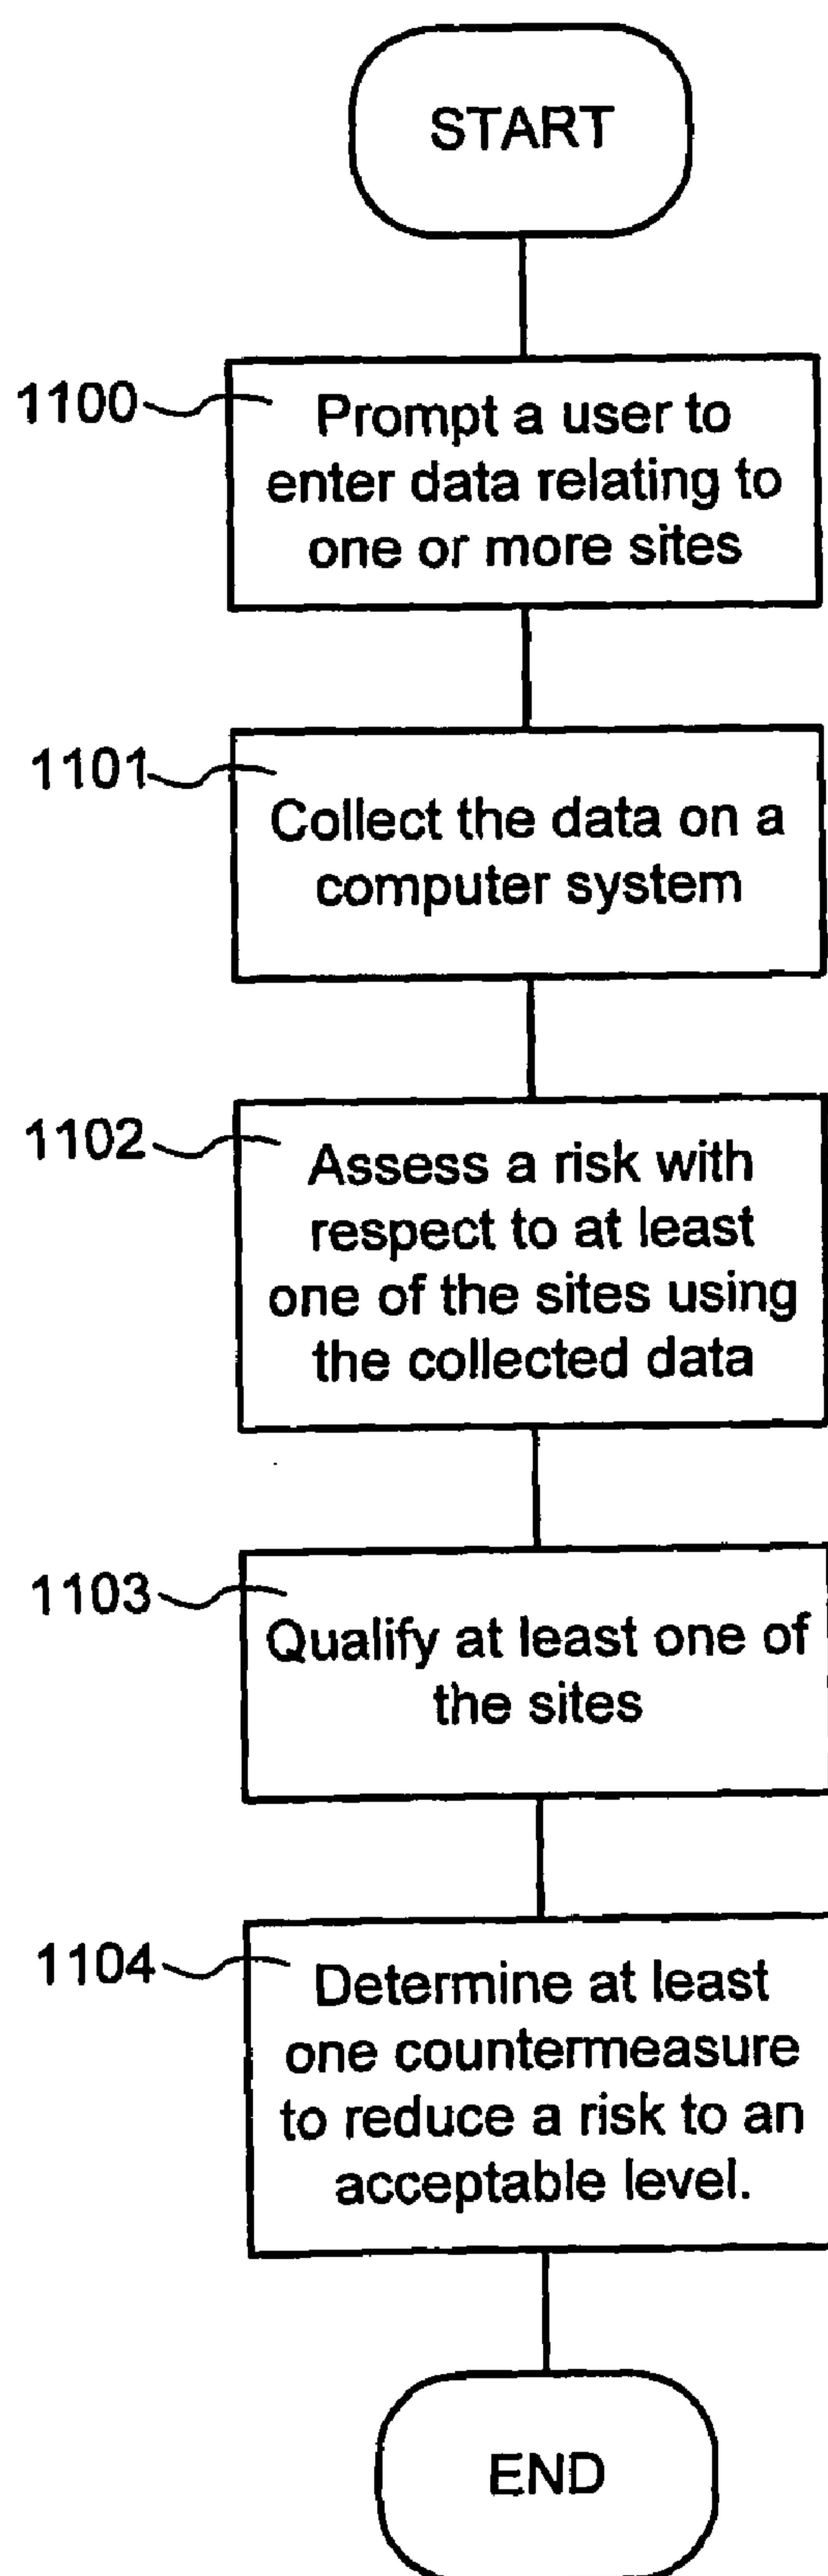 START
1100
Prompt a user to
enter data relating to
one or more sites
1101
Collect the data on a
computer system
1102
Assess a risk with
respect to at least
one of the sites using
the collected data
1103
Qualify at least one of
the sites
1104
Determine at least
one countermeasure
to reduce a risk to an
acceptable level.
END